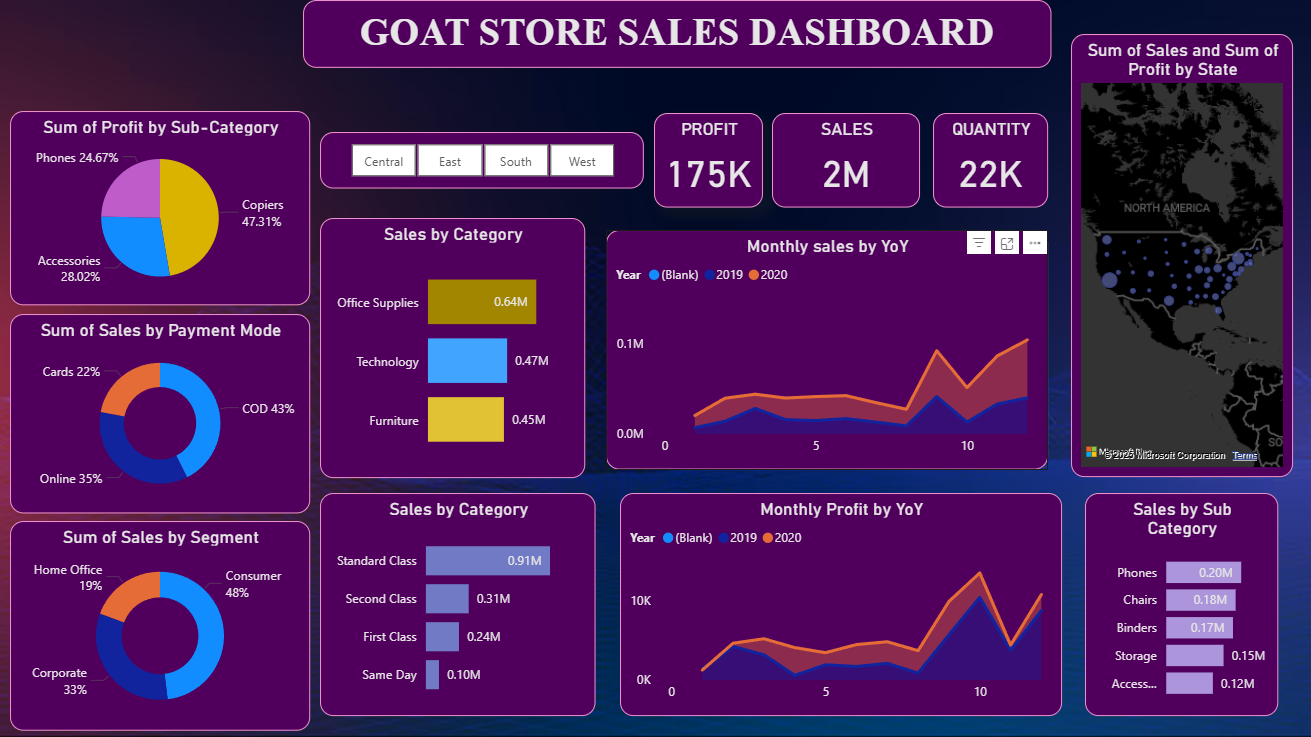 GOAT STORE SALES DASHBOARD
Sum of Sales and Sum of
Profit by State
NORTH AMERICA
SO
Microsoft Corporation
Terms
Sum of Profit by Sub-Category
Phones 24.67%
Copiers
47.31%
Accessories
28.02%
Central
East
South
West
PROFIT
175K
SALES
2M
QUANTITY
22K
Sum of Sales by Payment Mode
Cards 22%
COD 43%
Online 35%
Sales by Category
Office Supplies
0.64M
Technology
0.47M
Furniture
0.45M
Monthly sales by YoY
Year (Blank) 2019 2020
0.1M
0.0M
0 5 10
Sum of Sales by Segment
Home Office
19%
Consumer
48%
Corporate
33%
Sales by Category
Standard Class
0.91M
Second Class
0.31M
First Class
0.24M
Same Day
0.10M
Monthly Profit by YoY
Year (Blank) 2019 2020
10K
0K
0 5 10
Sales by Sub
Category
Phones
0.20M
Chairs
0.18M
Binders
0.17M
Storage
0.15M
Access...
0.12M